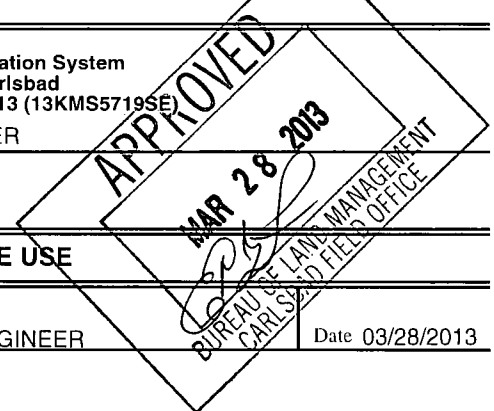 ation System
rlsbad
13 (13KMS5719SE)
ER
APPROVED
MAR 28 2013
BUREAU OF LAND MANAGEMENT
CARLSBAD FIELD OFFICE
E USE
GINEER
Date 03/28/2013